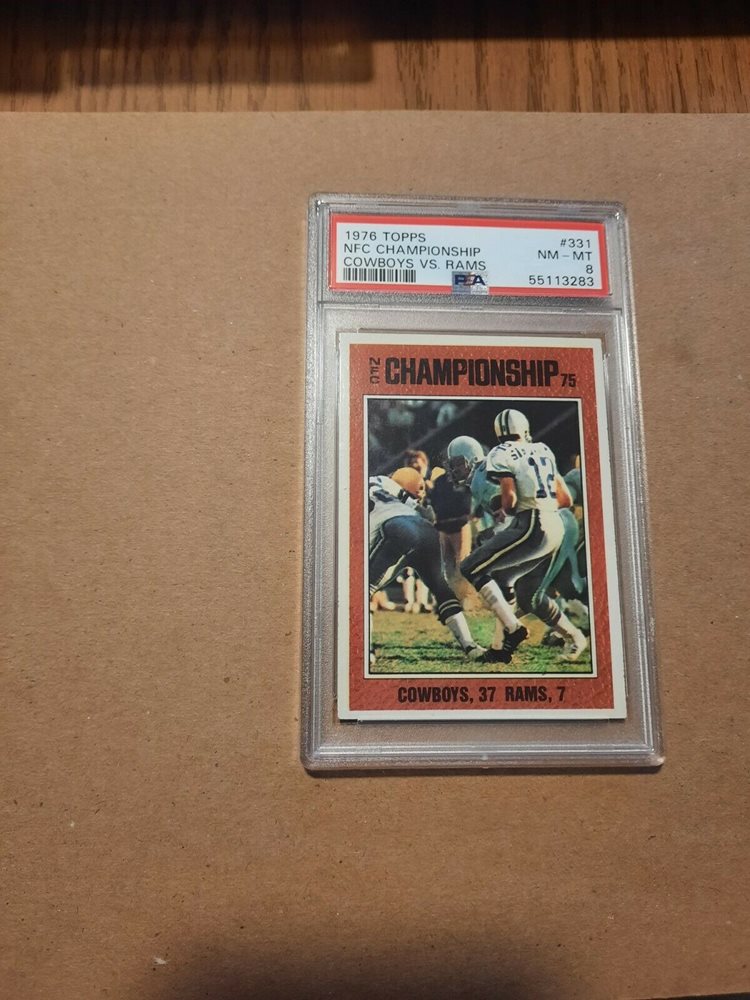 1976 TOPPS #331
NFC CHAMPIONSHIP NM - MT
COWBOYS VS. RAMS 8
PSA 55113283
NFC CHAMPIONSHIP 75
12
COWBOYS, 37 RAMS, 7